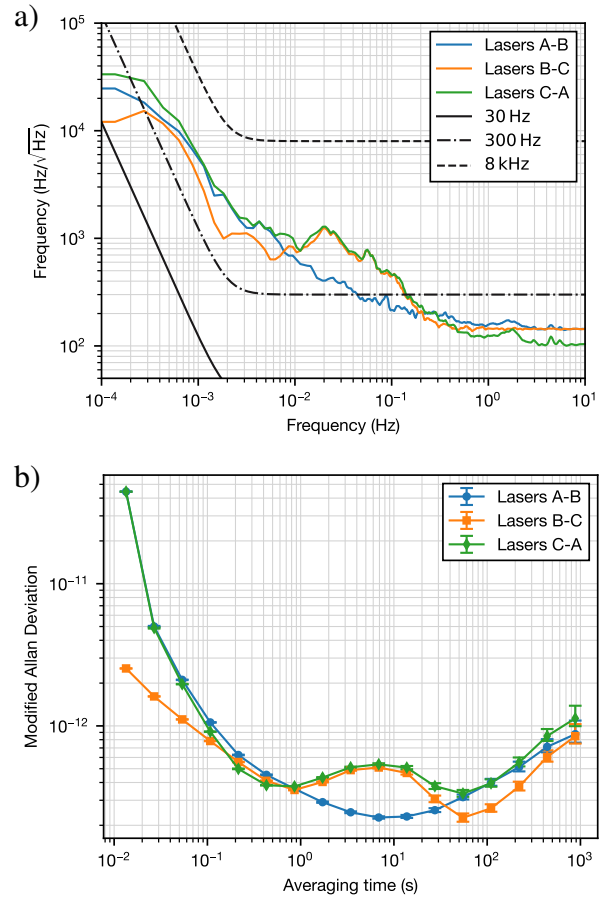 a)
10^5
10^4
10^3
10^2
Frequency (Hz/√Hz)
Lasers A-B
Lasers B-C
Lasers C-A
30 Hz
300 Hz
8 kHz
10^−4 10^−3 10^−2 10^−1 10^0 10^1
Frequency (Hz)
b)
10^−11
10^−12
Modified Allan Deviation
Lasers A-B
Lasers B-C
Lasers C-A
10^−2 10^−1 10^0 10^1 10^2 10^3
Averaging time (s)